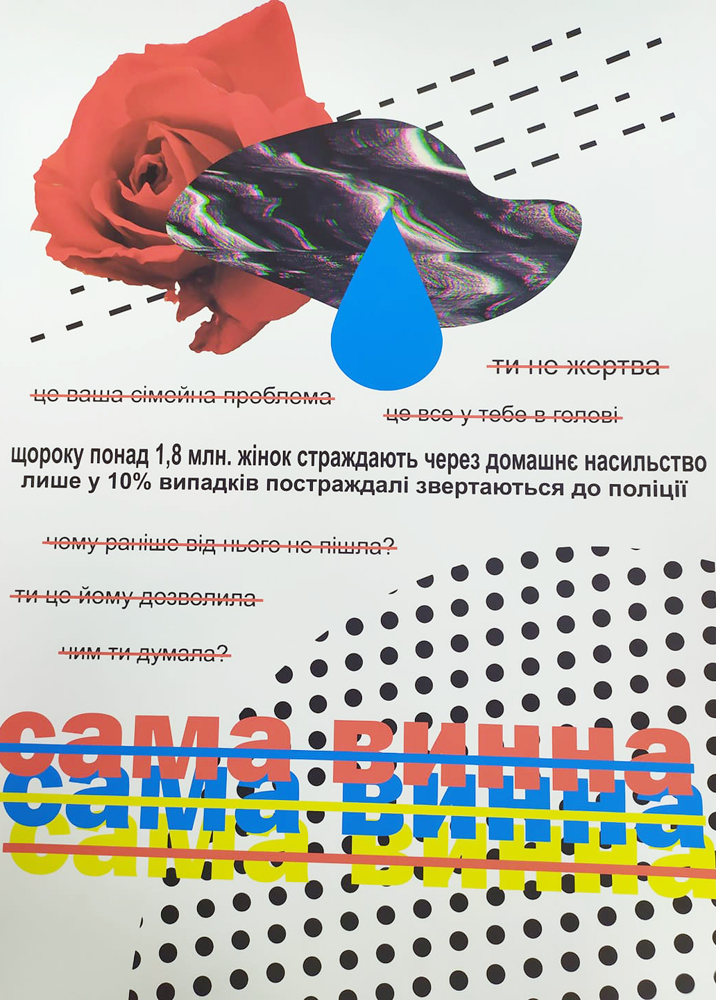 ти не жертва
це ваша сімейна проблема
це все у тебе в голові
щороку понад 1,8 млн. жінок страждають через домашнє насильство
лише у 10% випадків постраждалі звертаються до поліції
чому раніше від нього не пішла?
ти це йому дозволила
чим ти думала?
сама винна
сама винна
сама винна